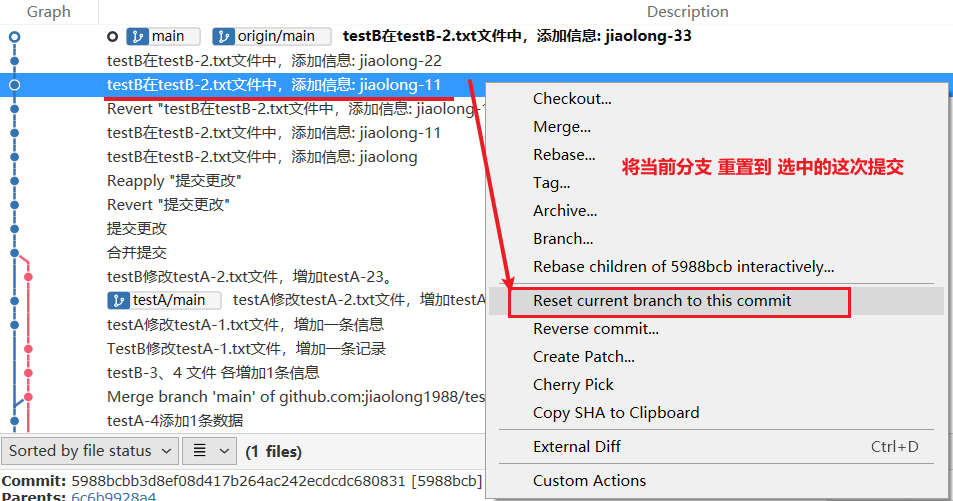 Graph Description
main origin/main testB在testB-2.txt文件中，添加信息: jiaolong-33
testB在testB-2.txt文件中，添加信息: jiaolong-22
testB在testB-2.txt文件中，添加信息: jiaolong-11
Revert "testB在testB-2.txt文件中，添加信息: jiaolong-
testB在testB-2.txt文件中，添加信息: jiaolong-11
testB在testB-2.txt文件中，添加信息: jiaolong
Reapply "提交更改"
Revert "提交更改"
提交更改
合并提交
testB修改testA-2.txt文件，增加testA-23。
testA/main testA修改testA-2.txt文件，增加testA
testA修改testA-1.txt文件，增加一条信息
TestB修改testA-1.txt文件，增加一条记录
testB-3、4 文件 各增加1条信息
Merge branch 'main' of github.com:jiaolong1988/tes
testA-4添加1条数据
Checkout...
Merge...
Rebase...
将当前分支 重置到 选中的这次提交
Tag...
Archive...
Branch...
Rebase children of 5988bcb interactively...
Reset current branch to this commit
Reverse commit...
Create Patch...
Cherry Pick
Copy SHA to Clipboard
External Diff Ctrl+D
Custom Actions
Sorted by file status (1 files)
Commit: 5988bcbb3d8ef08d417b264ac242ecdcdc680831 [5988bcb]
Parents: 6c6b9928a4